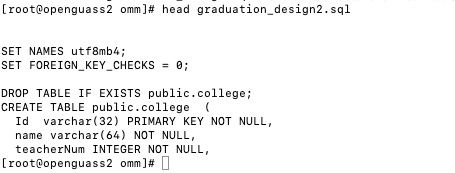 [root@openguass2 omm]# head graduation_design2.sql
SET NAMES utf8mb4;
SET FOREIGN_KEY_CHECKS = 0;
DROP TABLE IF EXISTS public.college;
CREATE TABLE public.college  (
  Id  varchar(32) PRIMARY KEY NOT NULL,
  name varchar(64) NOT NULL,
  teacherNum INTEGER NOT NULL,
[root@openguass2 omm]#